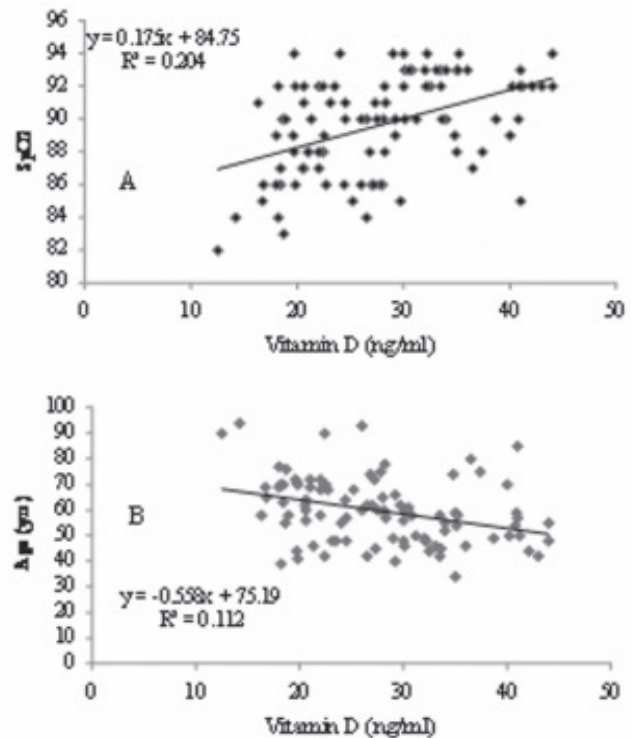 96
94
92
90
88
86
84
82
80
y = 0.175x + 84.75
R² = 0.204
A
0 10 20 30 40 50
Vitamin D (ng/ml)
100
90
80
70
60
50
40
30
20
10
0
Age (yrs)
B
y = -0.558x + 75.19
R² = 0.112
0 10 20 30 40 50
Vitamin D (ng/ml)